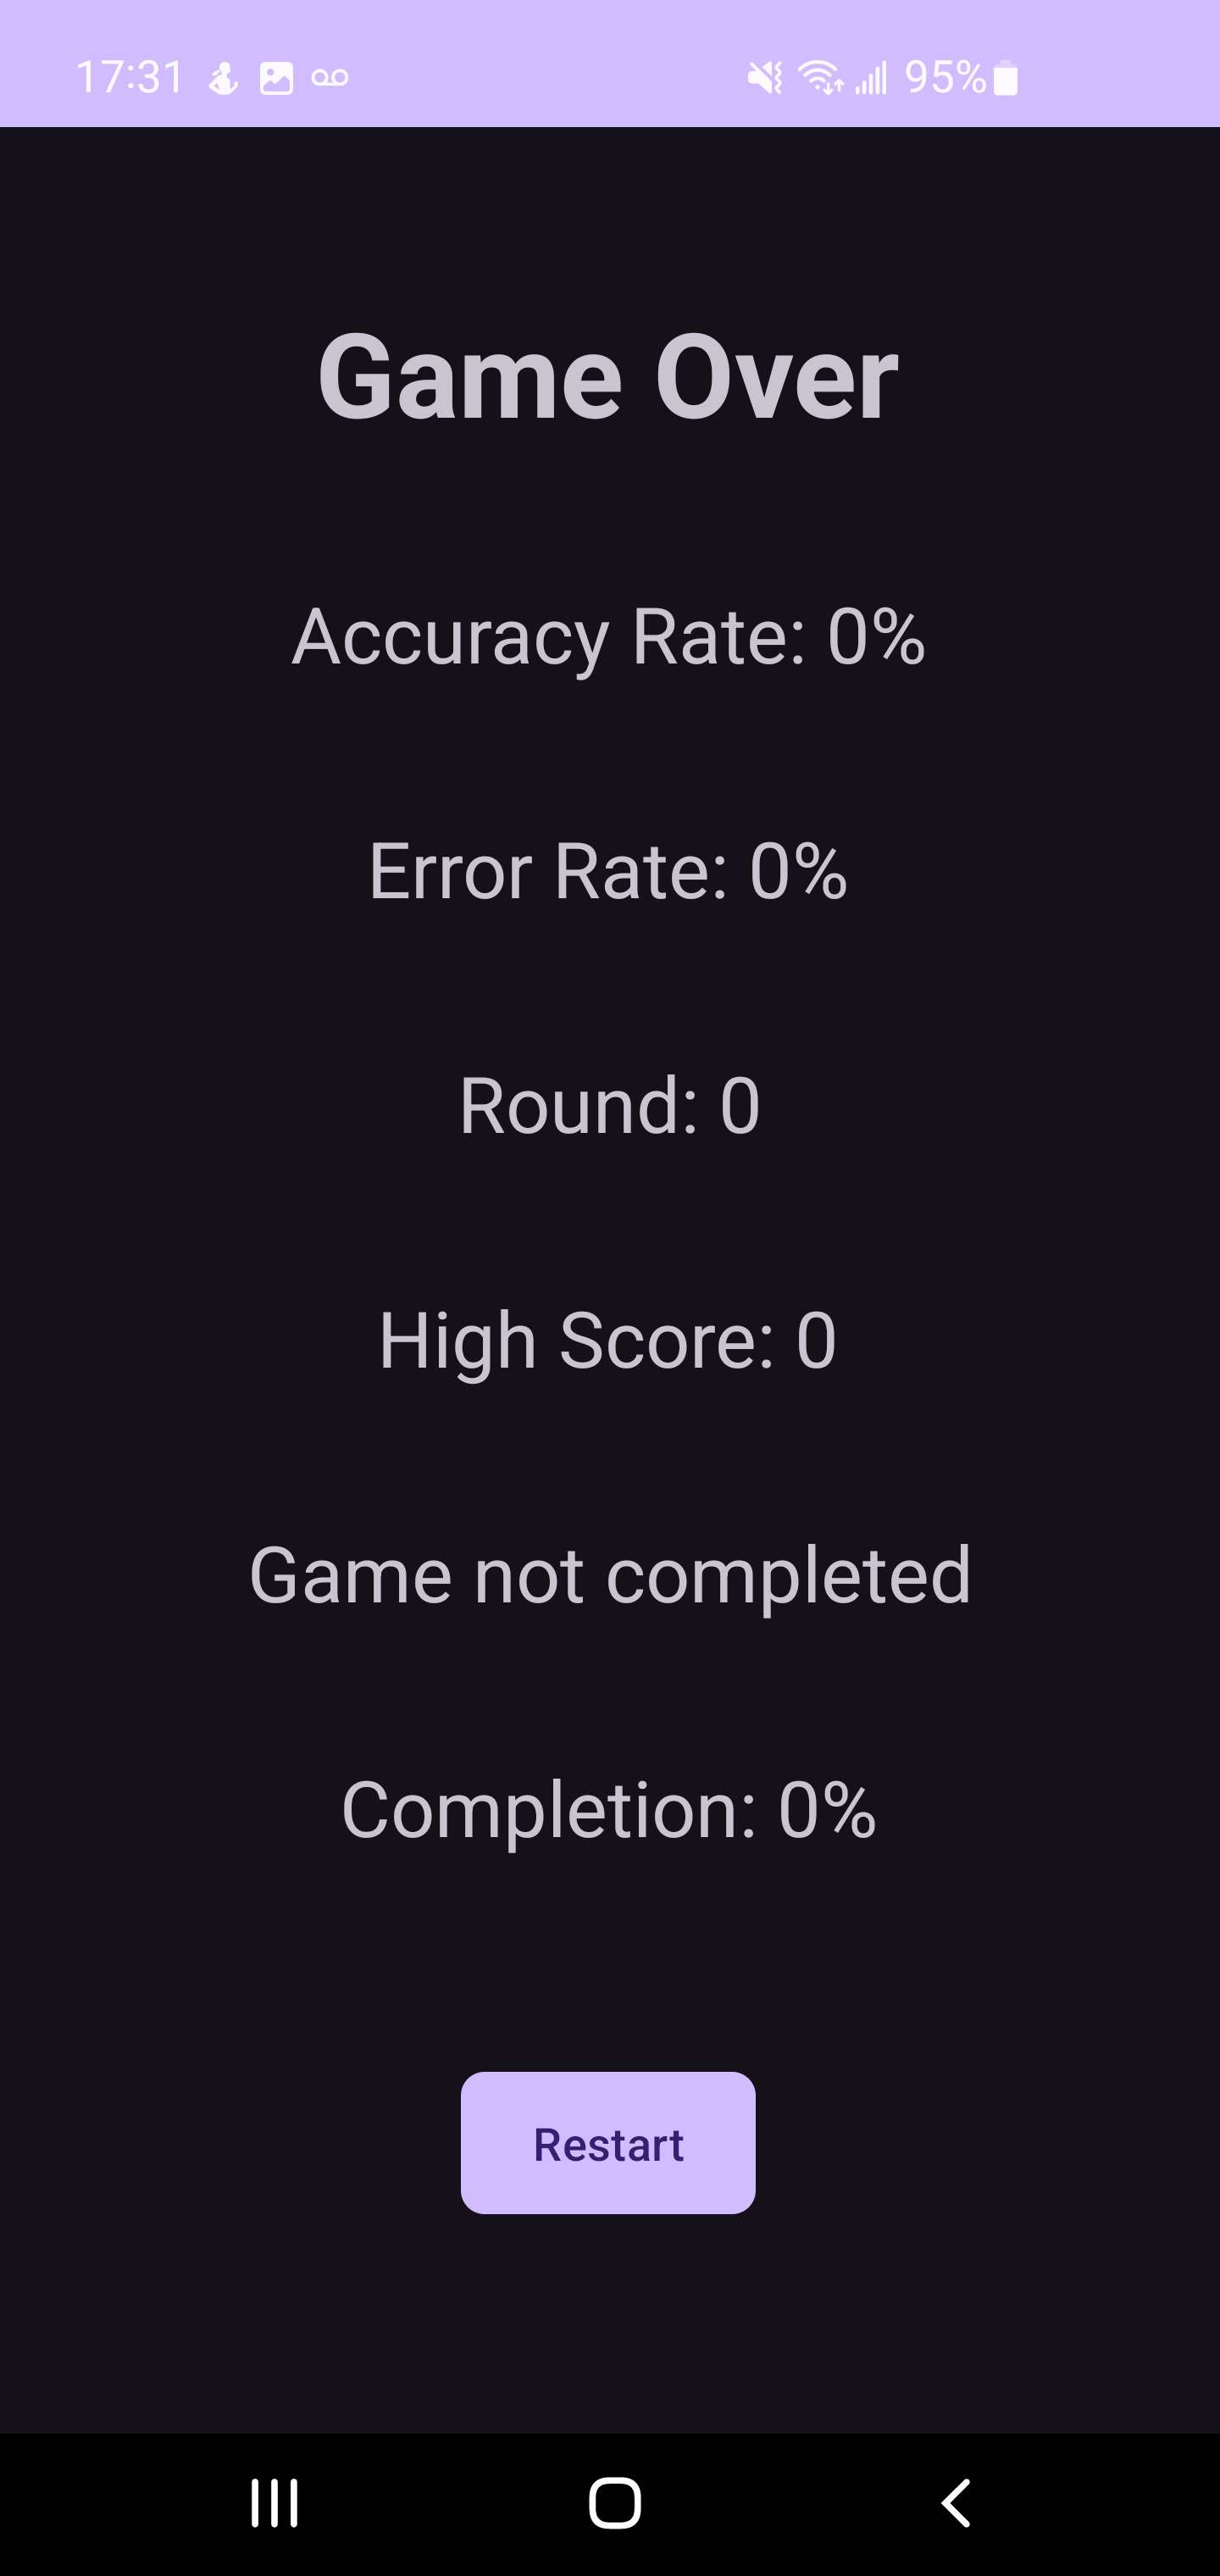 17:31 95%
Game Over
Accuracy Rate: 0%
Error Rate: 0%
Round: 0
High Score: 0
Game not completed
Completion: 0%
Restart